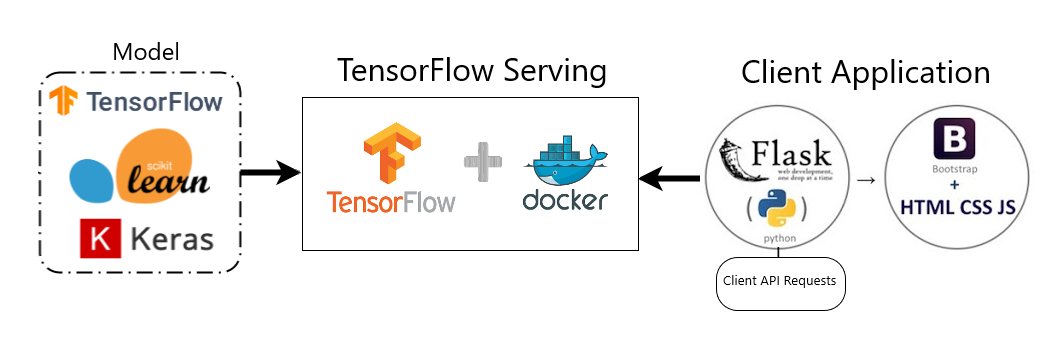 Model
TensorFlow
scikit
learn
K Keras
TensorFlow Serving
TensorFlow
docker
Client Application
Flask
web development,
one drop at a time
( )
python
Client API Requests
B
Bootstrap
+
HTML CSS JS